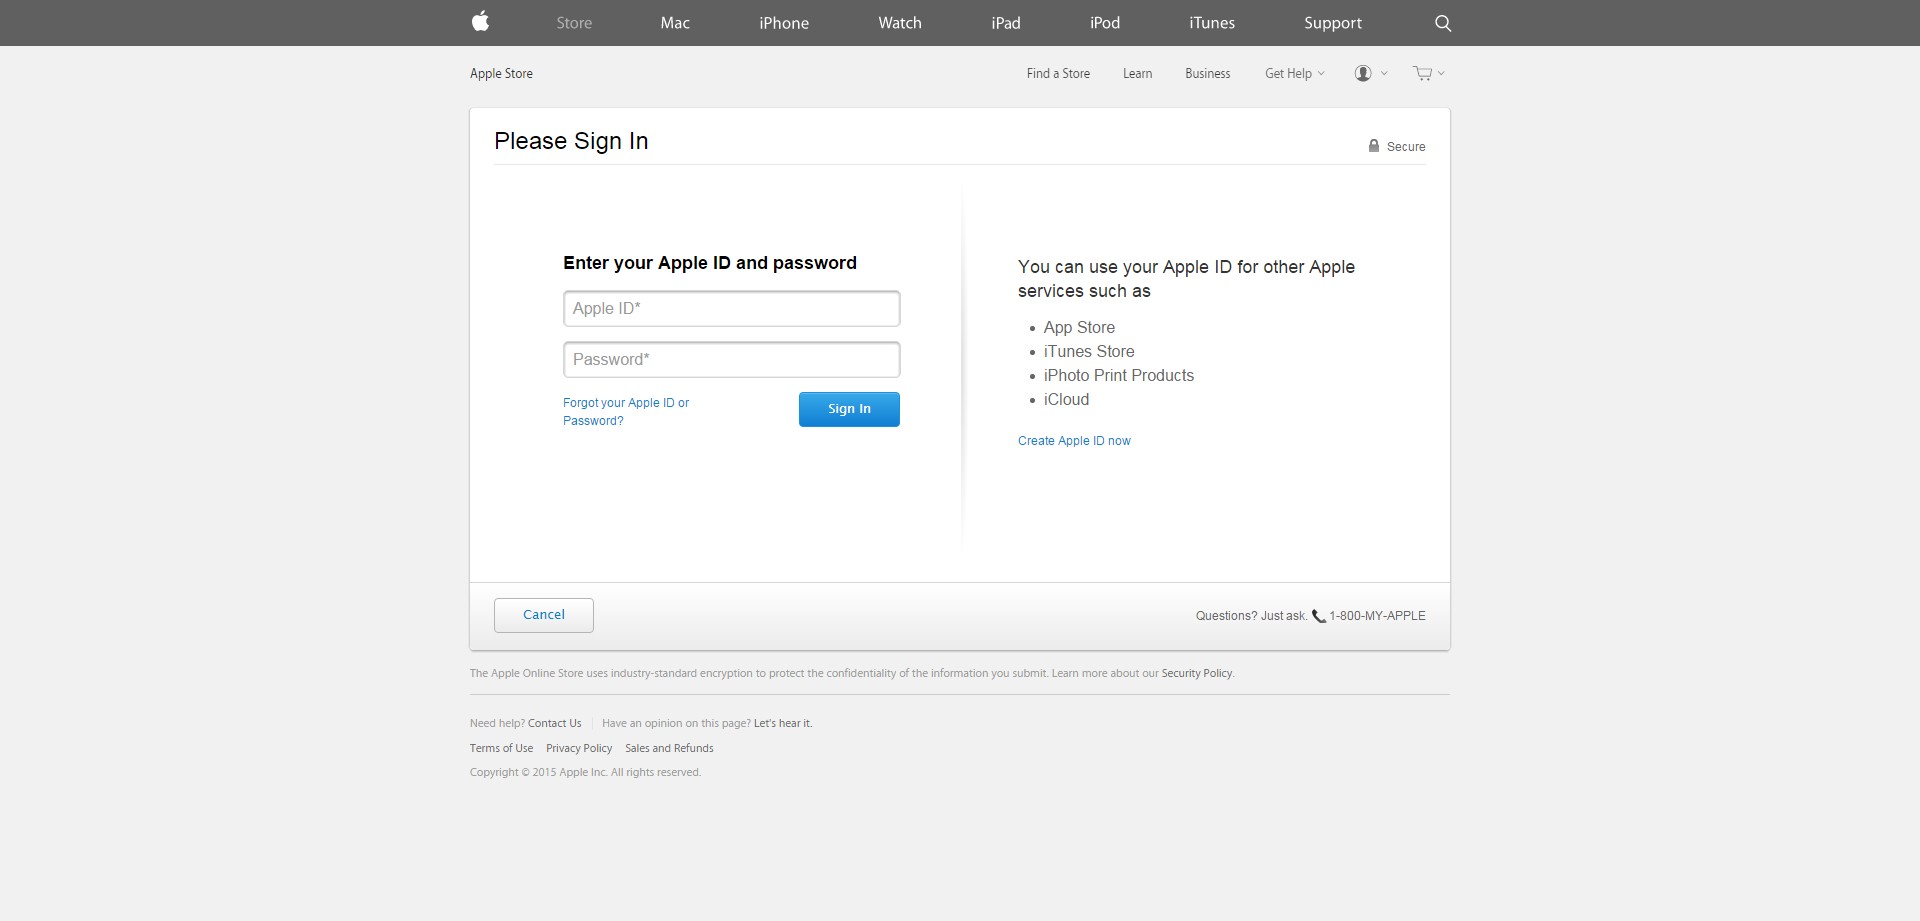 Store Mac iPhone Watch iPad iPod iTunes Support
Apple Store Find a Store Learn Business Get Help
Please Sign In
Secure
Enter your Apple ID and password
Apple ID*
Password*
Forgot your Apple ID or
Password?
Sign In
You can use your Apple ID for other Apple
services such as
• App Store
• iTunes Store
• iPhoto Print Products
• iCloud
Create Apple ID now
Cancel
Questions? Just ask. 1-800-MY-APPLE
The Apple Online Store uses industry-standard encryption to protect the confidentiality of the information you submit. Learn more about our Security Policy.
Need help? Contact Us Have an opinion on this page? Let's hear it.
Terms of Use Privacy Policy Sales and Refunds
Copyright © 2015 Apple Inc. All rights reserved.